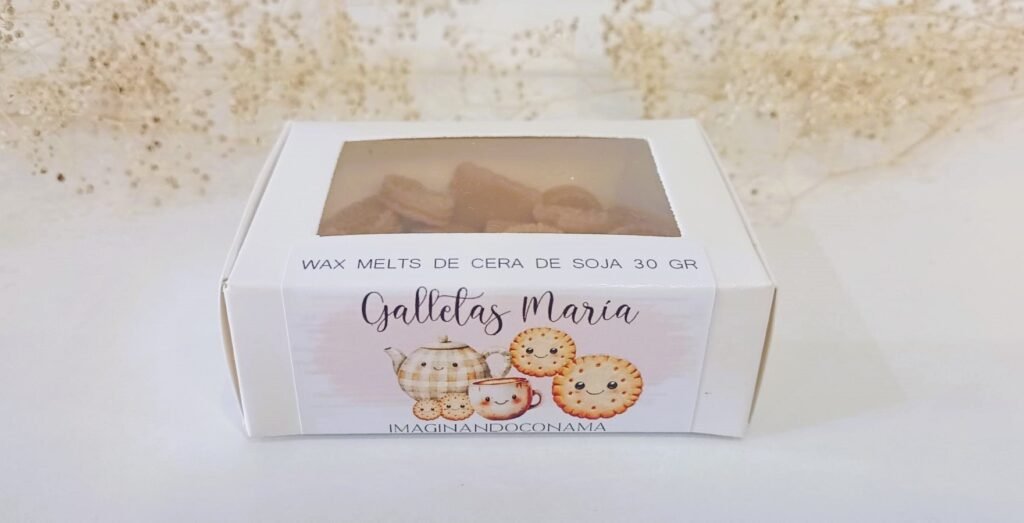 WAX MELTS DE CERA DE SOJA 30 GR
Galletas María
IMAGINANDOCONAMA